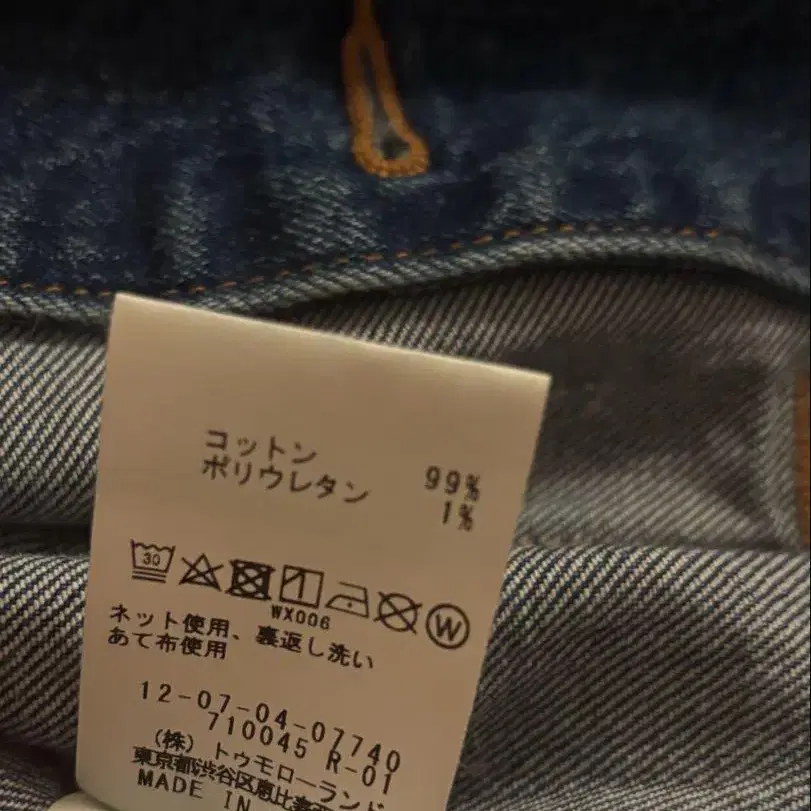 コットン 99%
ポリウレタン 1%
30
W
WX006
ネット使用、裏返し洗い
あて布使用
12-07-04-07740
710045 R-01
(株) トゥモローランド
東京都渋谷区恵比寿
MADE IN